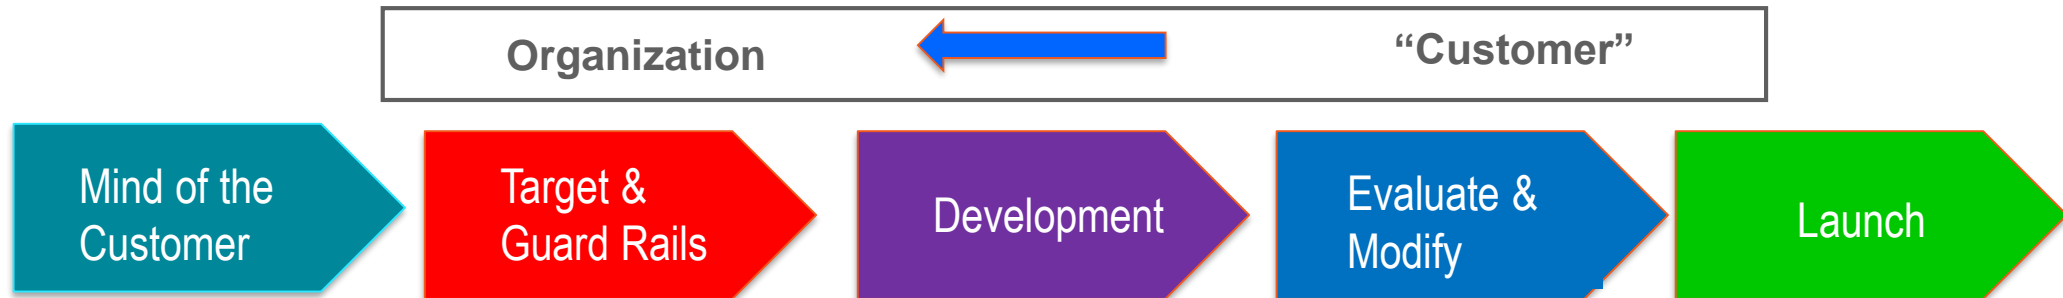 Organization
“Customer”
Mind of the
Customer
Target &
Guard Rails
Development
Evaluate &
Modify
Launch